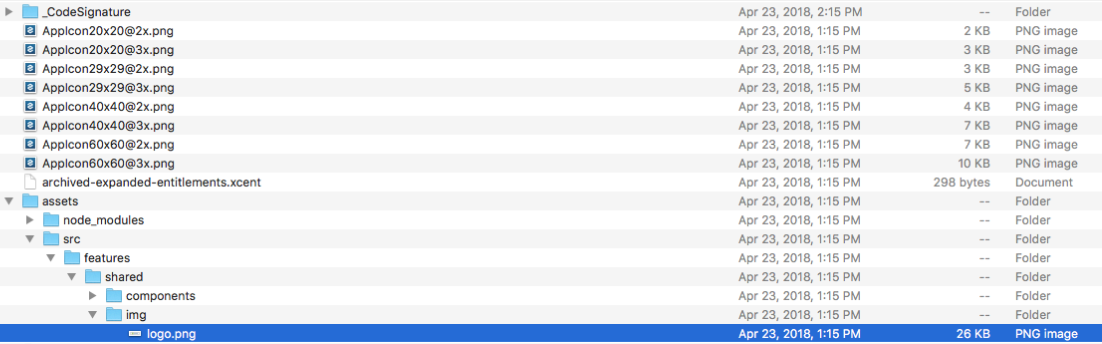 _CodeSignature Apr 23, 2018, 2:15 PM -- Folder
AppIcon20x20@2x.png Apr 23, 2018, 1:15 PM 2 KB PNG image
AppIcon20x20@3x.png Apr 23, 2018, 1:15 PM 3 KB PNG image
AppIcon29x29@2x.png Apr 23, 2018, 1:15 PM 3 KB PNG image
AppIcon29x29@3x.png Apr 23, 2018, 1:15 PM 5 KB PNG image
AppIcon40x40@2x.png Apr 23, 2018, 1:15 PM 4 KB PNG image
AppIcon40x40@3x.png Apr 23, 2018, 1:15 PM 7 KB PNG image
AppIcon60x60@2x.png Apr 23, 2018, 1:15 PM 7 KB PNG image
AppIcon60x60@3x.png Apr 23, 2018, 1:15 PM 10 KB PNG image
archived-expanded-entitlements.xcent Apr 23, 2018, 1:15 PM 298 bytes Document
assets Apr 23, 2018, 1:15 PM -- Folder
node_modules Apr 23, 2018, 1:15 PM -- Folder
src Apr 23, 2018, 1:15 PM -- Folder
features Apr 23, 2018, 1:15 PM -- Folder
shared Apr 23, 2018, 1:15 PM -- Folder
components Apr 23, 2018, 1:15 PM -- Folder
img Apr 23, 2018, 1:15 PM -- Folder
logo.png Apr 23, 2018, 1:15 PM 26 KB PNG image